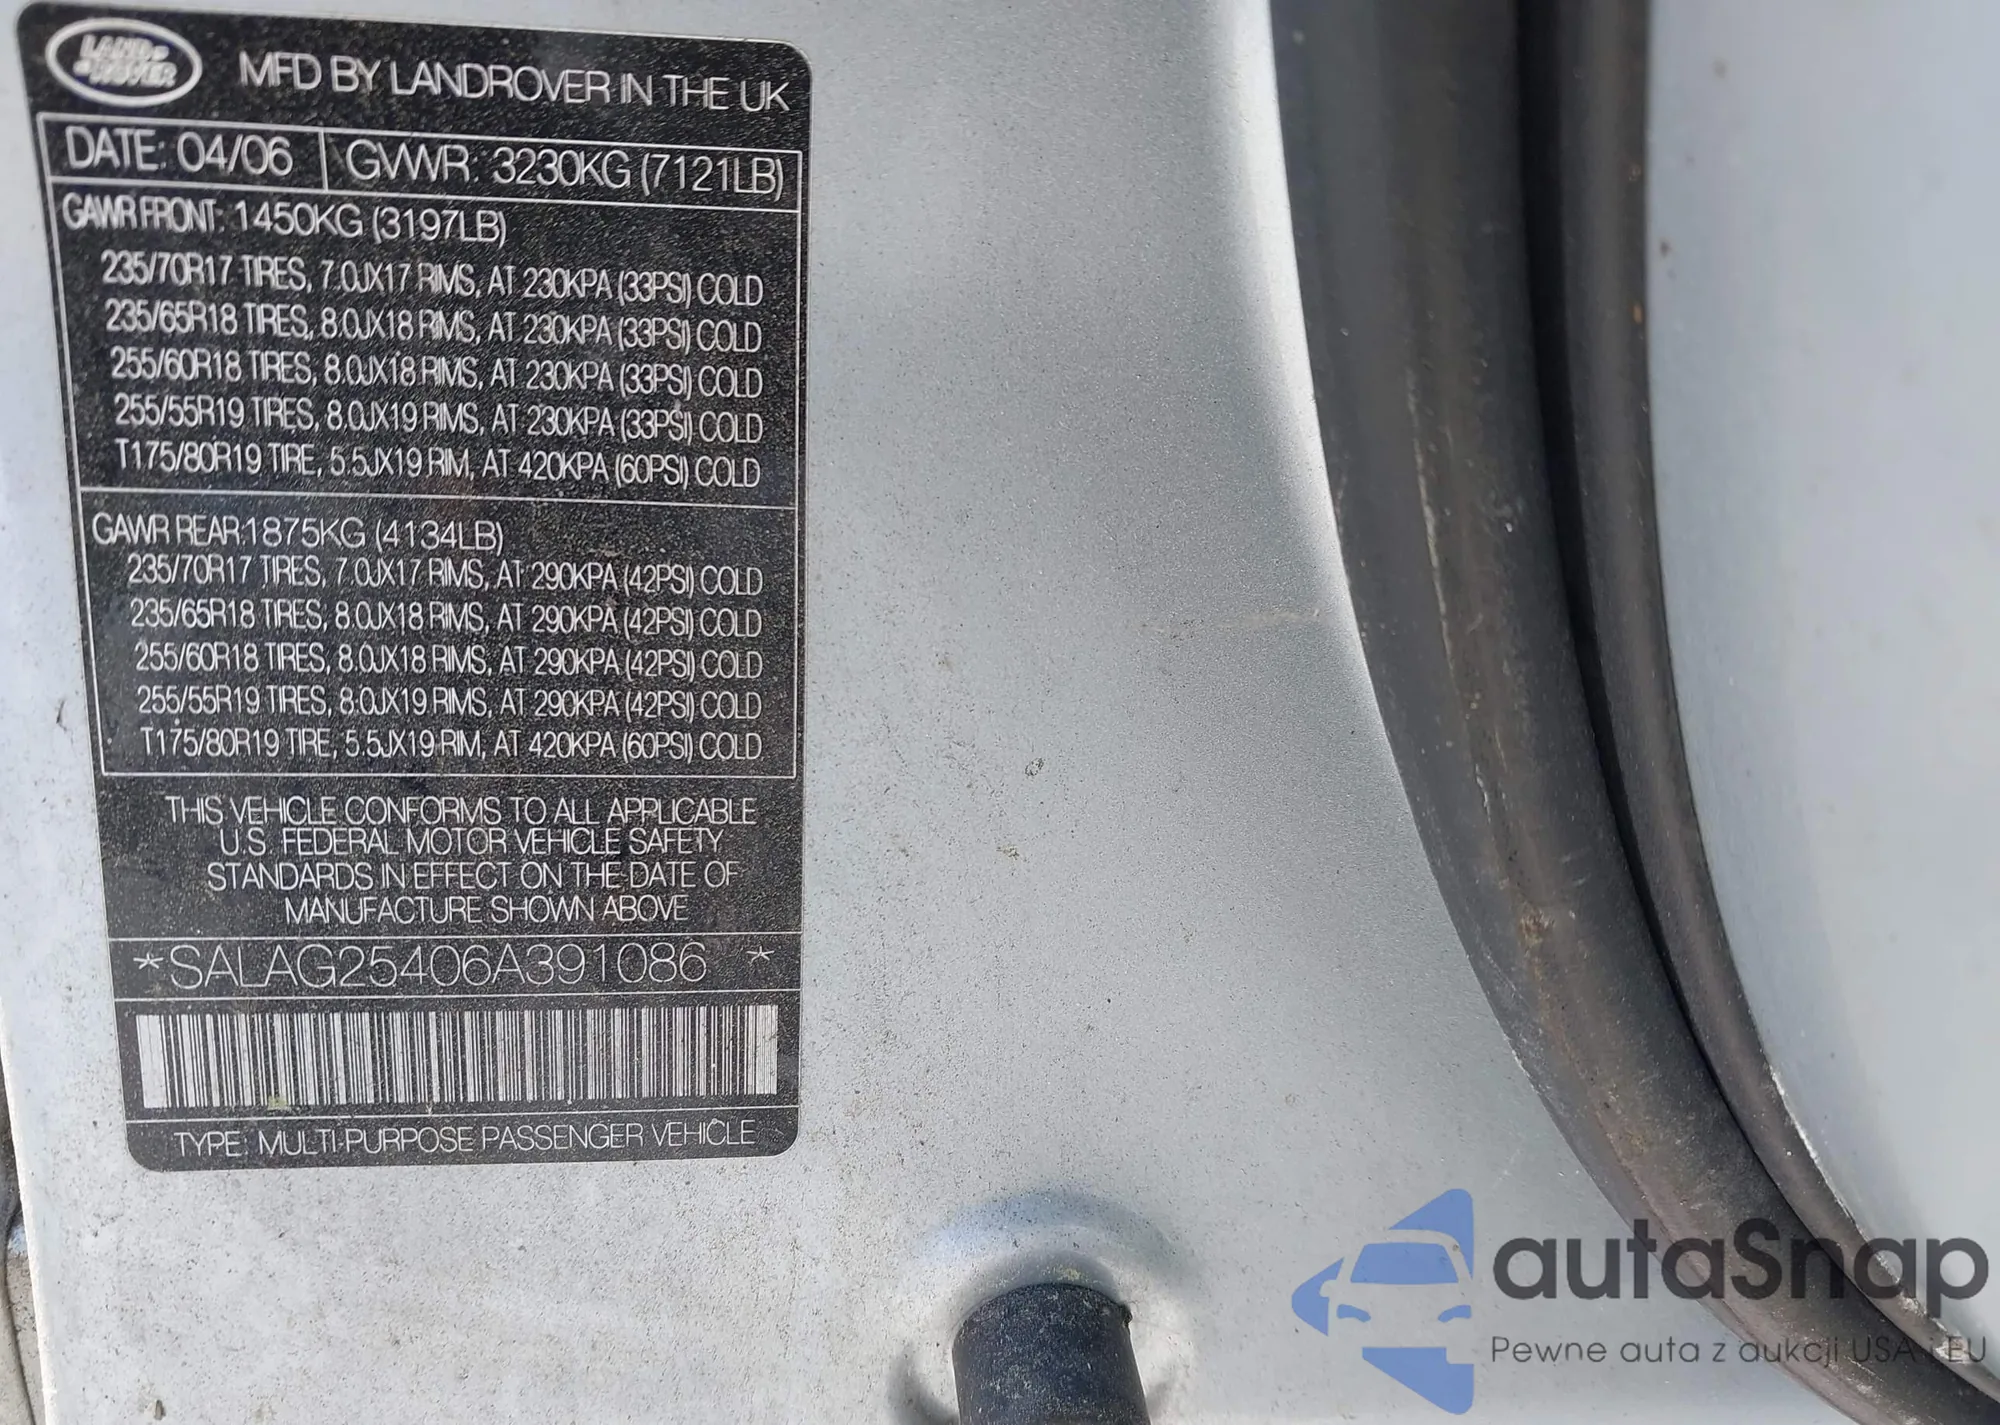 LAND-
-ROVER
MFD BY LANDROVER IN THE UK
DATE: 04/06 GVWR: 3230KG (7121LB)
GAWR FRONT: 1450KG (3197LB)
235/70R17 TIRES, 7.0JX17 RIMS, AT 230KPA (33PSI) COLD
235/65R18 TIRES, 8.0JX18 RIMS, AT 230KPA (33PSI) COLD
255/60R18 TIRES, 8.0JX18 RIMS, AT 230KPA (33PSI) COLD
255/55R19 TIRES, 8.0JX19 RIMS, AT 230KPA (33PSI) COLD
T175/80R19 TIRE, 5.5JX19 RIM, AT 420KPA (60PSI) COLD
GAWR REAR:1875KG (4134LB)
235/70R17 TIRES, 7.0JX17 RIMS, AT 290KPA (42PSI) COLD
235/65R18 TIRES, 8.0JX18 RIMS, AT 290KPA (42PSI) COLD
255/60R18 TIRES, 8.0JX18 RIMS, AT 290KPA (42PSI) COLD
255/55R19 TIRES, 8.0JX19 RIMS, AT 290KPA (42PSI) COLD
T175/80R19 TIRE, 5.5JX19 RIM, AT 420KPA (60PSI) COLD
THIS VEHICLE CONFORMS TO ALL APPLICABLE
U.S FEDERAL MOTOR VEHICLE SAFETY
STANDARDS IN EFFECT ON THE DATE OF
MANUFACTURE SHOWN ABOVE
*SALAG25406A391086 *
TYPE: MULTI-PURPOSE PASSENGER VEHICLE
autoSnap
Pewne auta z aukcji USA i EU